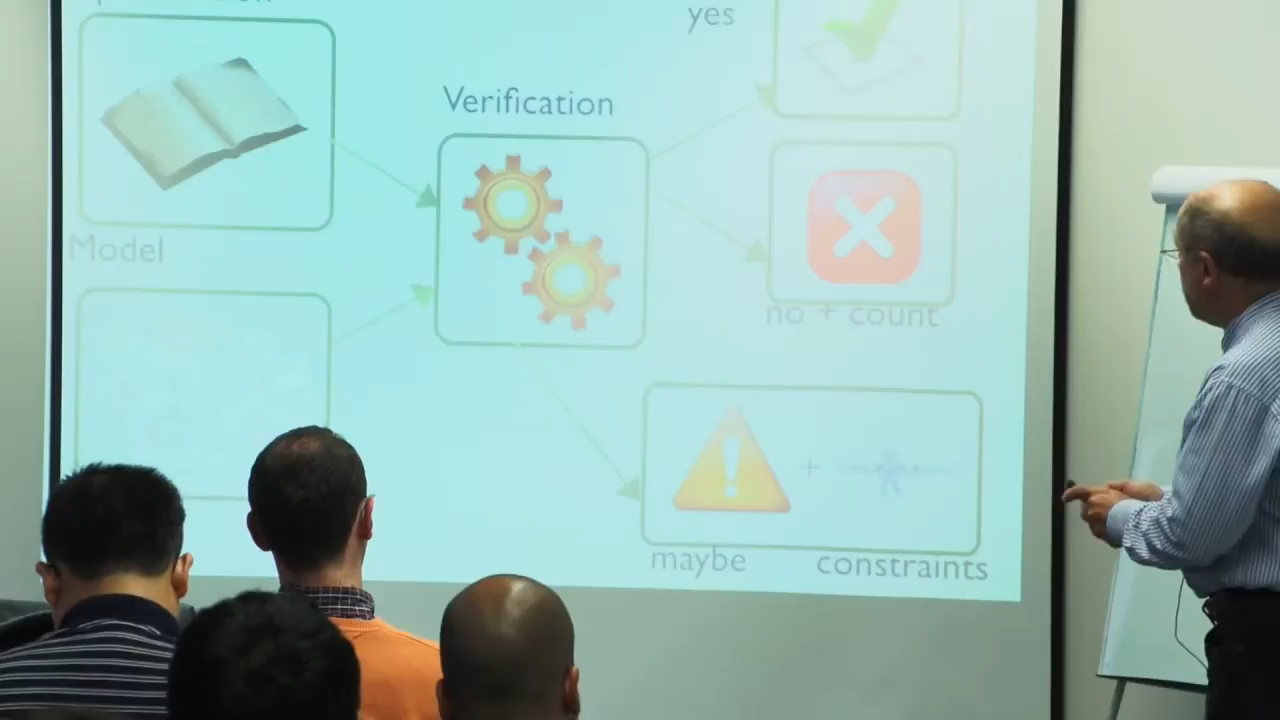 yes
Verification
Model
no + count
+
maybe
constraints